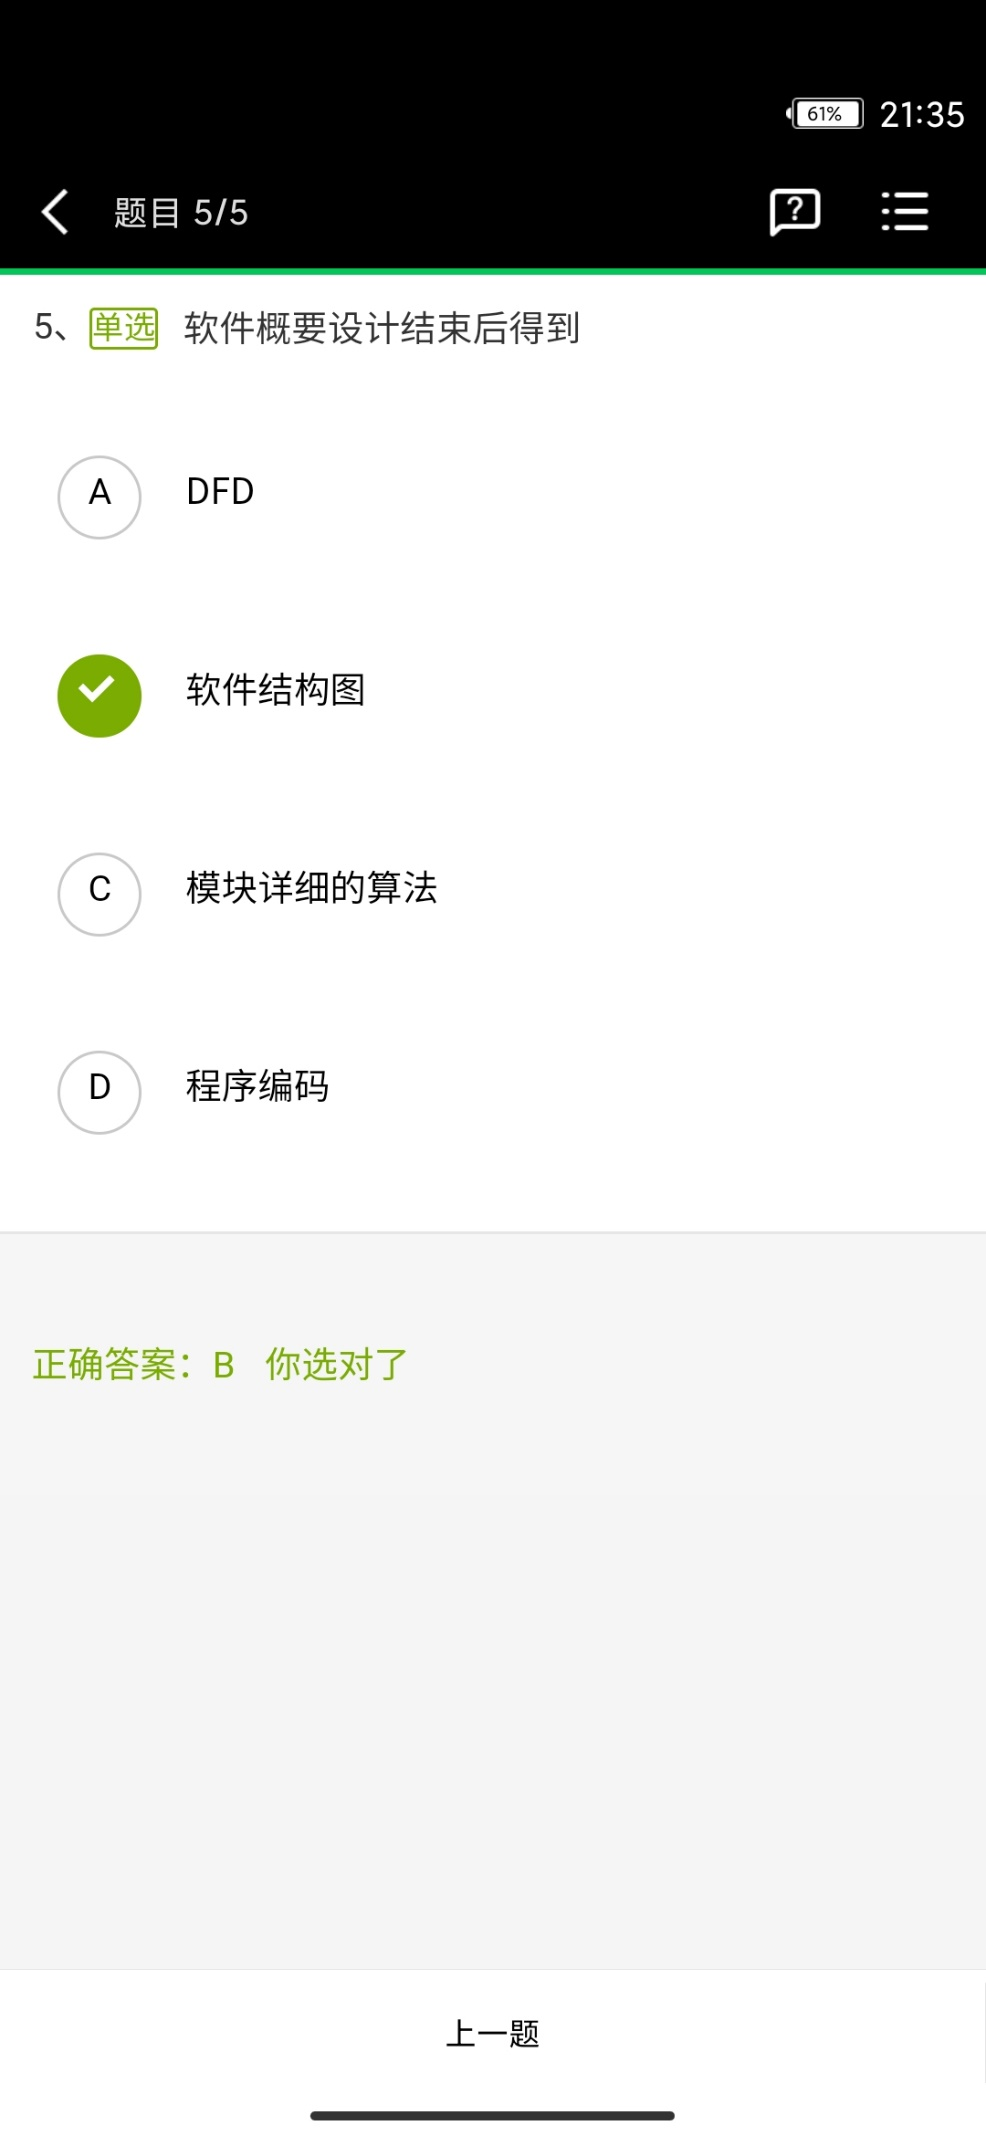 61% 21:35
题目 5/5
5、 单选 软件概要设计结束后得到
A DFD
软件结构图
C 模块详细的算法
D 程序编码
正确答案：B 你选对了
上一题